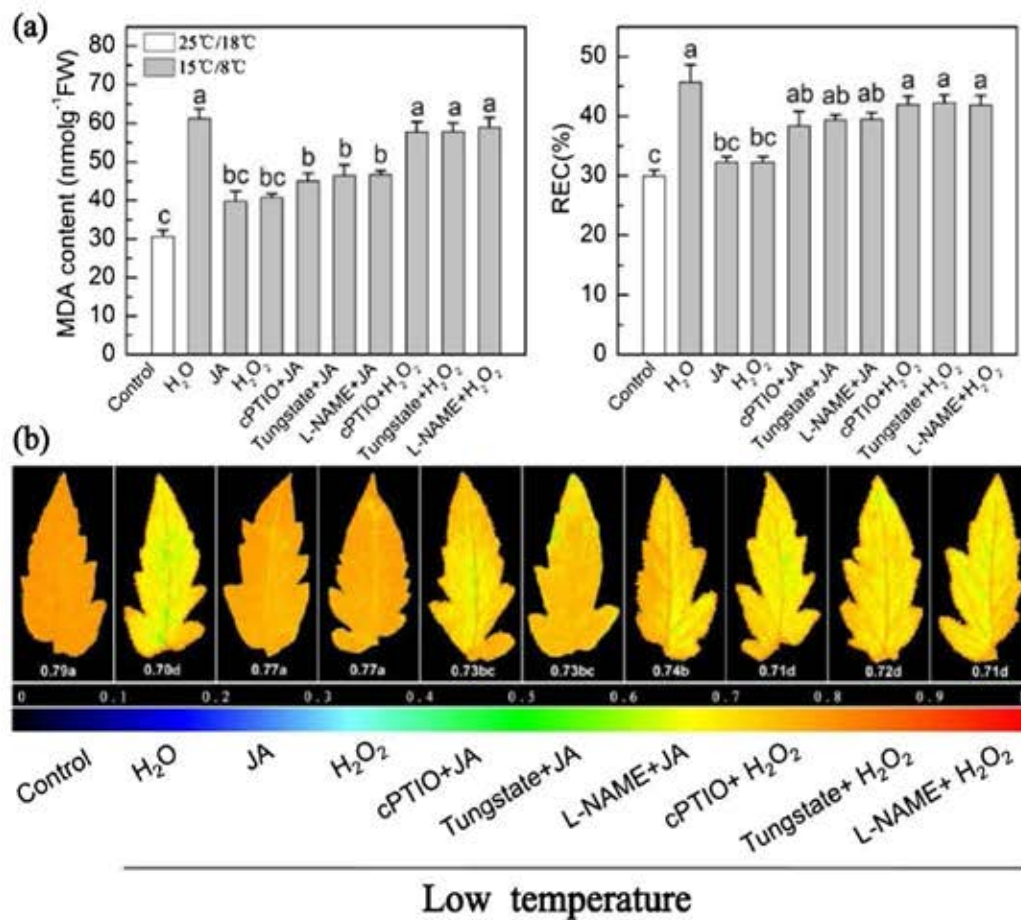 (a)
25℃/18℃
15℃/8℃
MDA content (nmolg⁻¹FW)
80
70
60
50
40
30
20
10
0
c
a
bc
bc
b
b
b
a
a
a
Control
H₂O
JA
H₂O₂
cPTIO+JA
Tungstate+JA
L-NAME+JA
cPTIO+H₂O₂
Tungstate+H₂O₂
L-NAME+H₂O₂
REC(%)
50
40
30
20
10
0
c
a
bc
bc
ab
ab
ab
a
a
a
Control
H₂O
JA
H₂O₂
cPTIO+JA
Tungstate+JA
L-NAME+JA
cPTIO+H₂O₂
Tungstate+H₂O₂
L-NAME+H₂O₂
(b)
0.79a 0.70d 0.77a 0.77a 0.73bc 0.73bc 0.74b 0.71d 0.72d 0.71d
0 0.1 0.2 0.3 0.4 0.5 0.6 0.7 0.8 0.9
Control
H₂O
JA
H₂O₂
cPTIO+JA
Tungstate+JA
L-NAME+JA
cPTIO+ H₂O₂
Tungstate+ H₂O₂
L-NAME+ H₂O₂
Low temperature